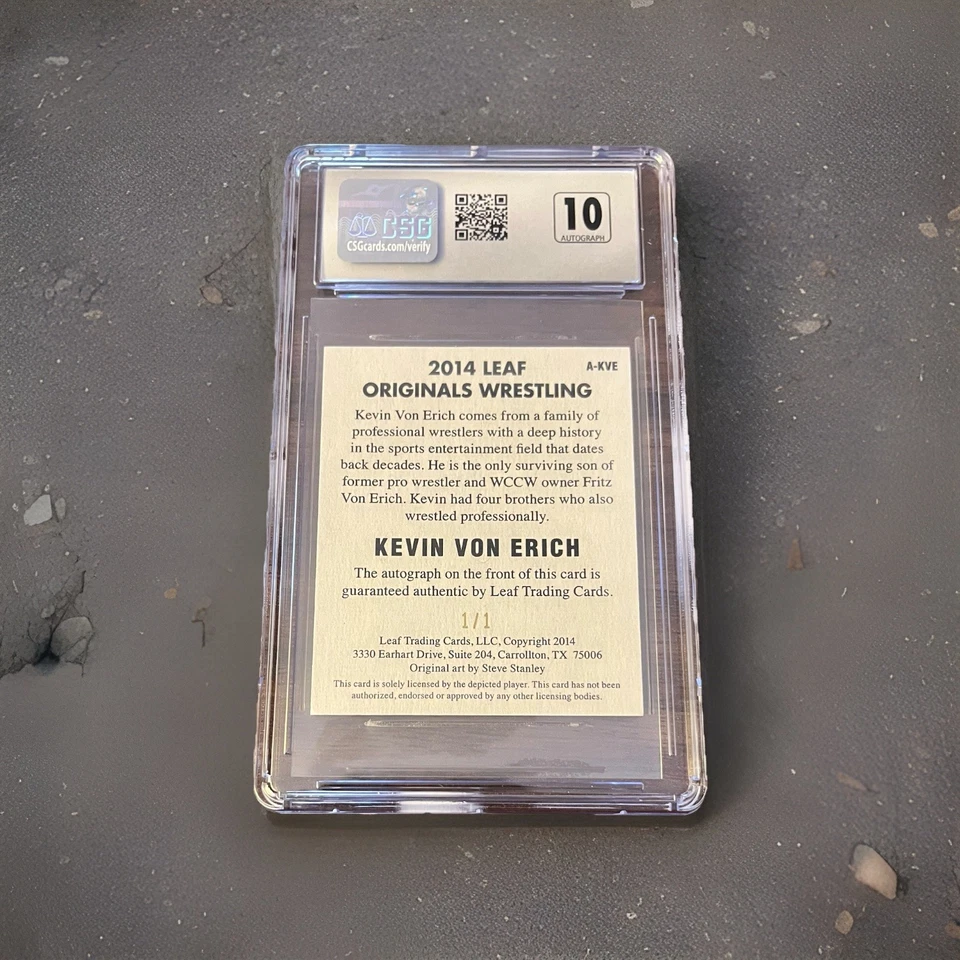 CSG
CSGcards.com/verify
10
AUTOGRAPH
2014 LEAF
A-KVE
ORIGINALS WRESTLING
Kevin Von Erich comes from a family of
professional wrestlers with a deep history
in the sports entertainment field that dates
back decades. He is the only surviving son of
former pro wrestler and WCCW owner Fritz
Von Erich. Kevin had four brothers who also
wrestled professionally.
KEVIN VON ERICH
The autograph on the front of this card is
guaranteed authentic by Leaf Trading Cards.
1/1
Leaf Trading Cards, LLC, Copyright 2014
3330 Earhart Drive, Suite 204, Carrollton, TX 75006
Original art by Steve Stanley
This card is solely licensed by the depicted player. This card has not been
authorized, endorsed or approved by any other licensing bodies.